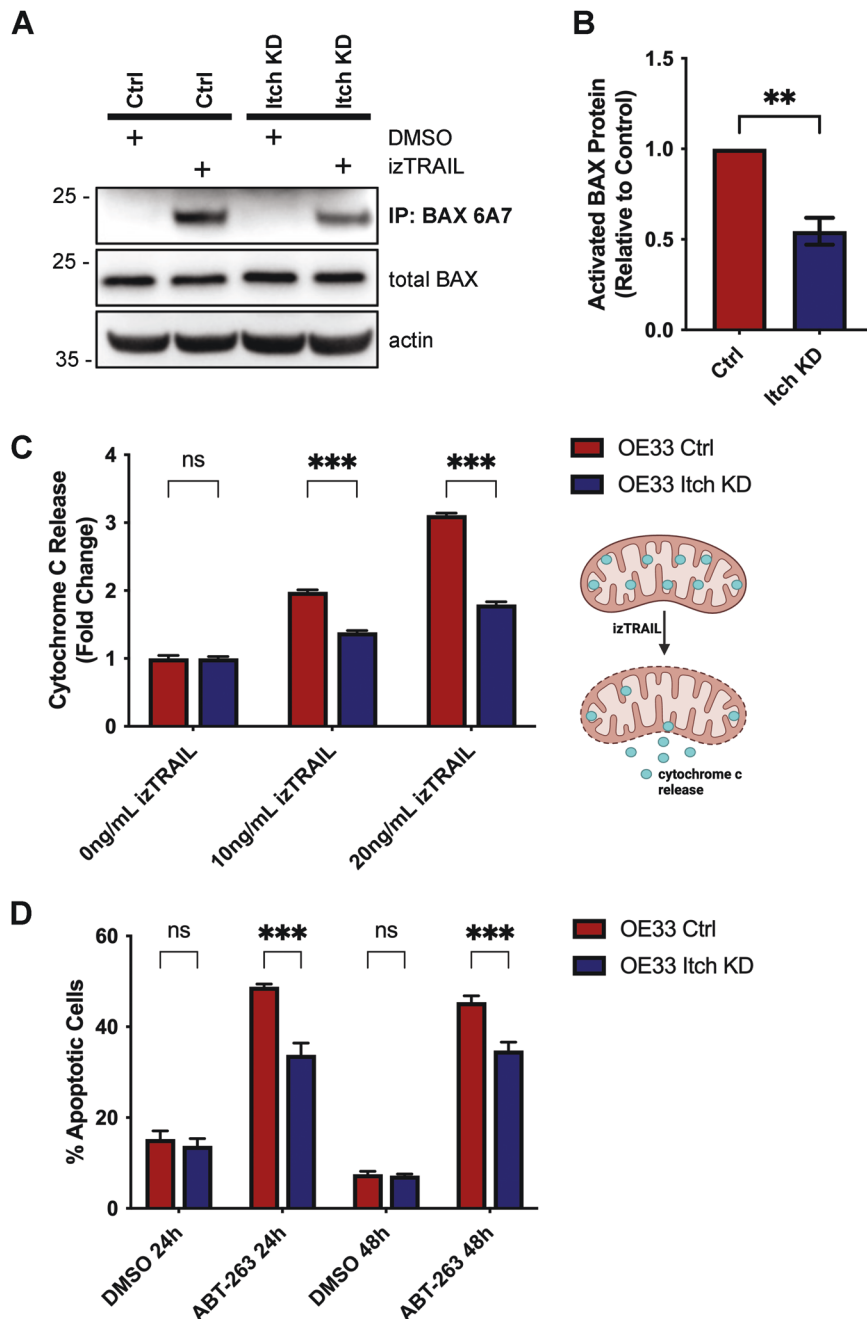 A
Ctrl
Ctrl
Itch KD
Itch KD
+ + DMSO
+ + izTRAIL
25 -
IP: BAX 6A7
25 -
total BAX
actin
35 -
B
Activated BAX Protein
(Relative to Control)
1.5
1.0
0.5
0.0
**
Ctrl
Itch KD
C
Cytochrome C Release
(Fold Change)
4
3
2
1
0
ns
***
***
0ng/mL izTRAIL
10ng/mL izTRAIL
20ng/mL izTRAIL
OE33 Ctrl
OE33 Itch KD
izTRAIL
cytochrome c
release
D
% Apoptotic Cells
60
40
20
0
ns
***
ns
***
DMSO 24h
ABT-263 24h
DMSO 48h
ABT-263 48h
OE33 Ctrl
OE33 Itch KD